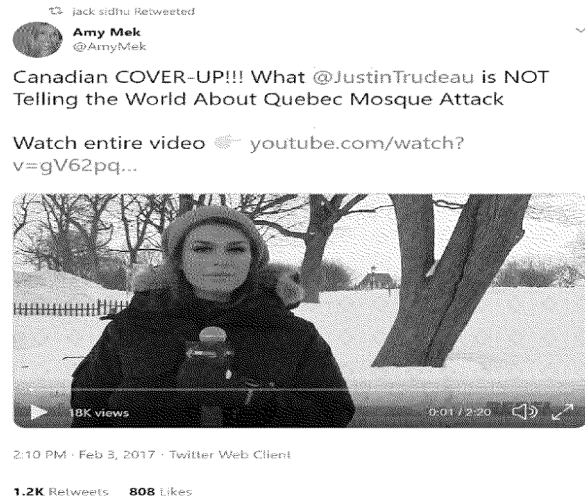 jack sidhu Retweeted
Amy Mek
@AmyMek
Canadian COVER-UP!!! What @JustinTrudeau is NOT
Telling the World About Quebec Mosque Attack
Watch entire video 👉 youtube.com/watch?
v=gV62pq...
18K views
0:01 / 2:20
2:10 PM · Feb 3, 2017 · Twitter Web Client
1.2K Retweets 808 Likes